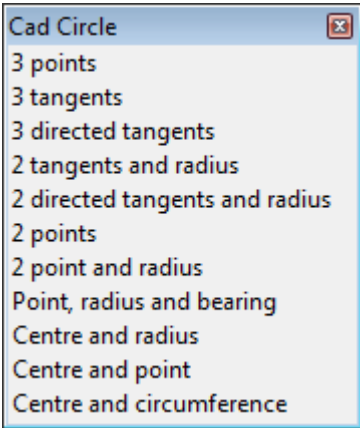 Cad Circle
3 points
3 tangents
3 directed tangents
2 tangents and radius
2 directed tangents and radius
2 points
2 point and radius
Point, radius and bearing
Centre and radius
Centre and point
Centre and circumference